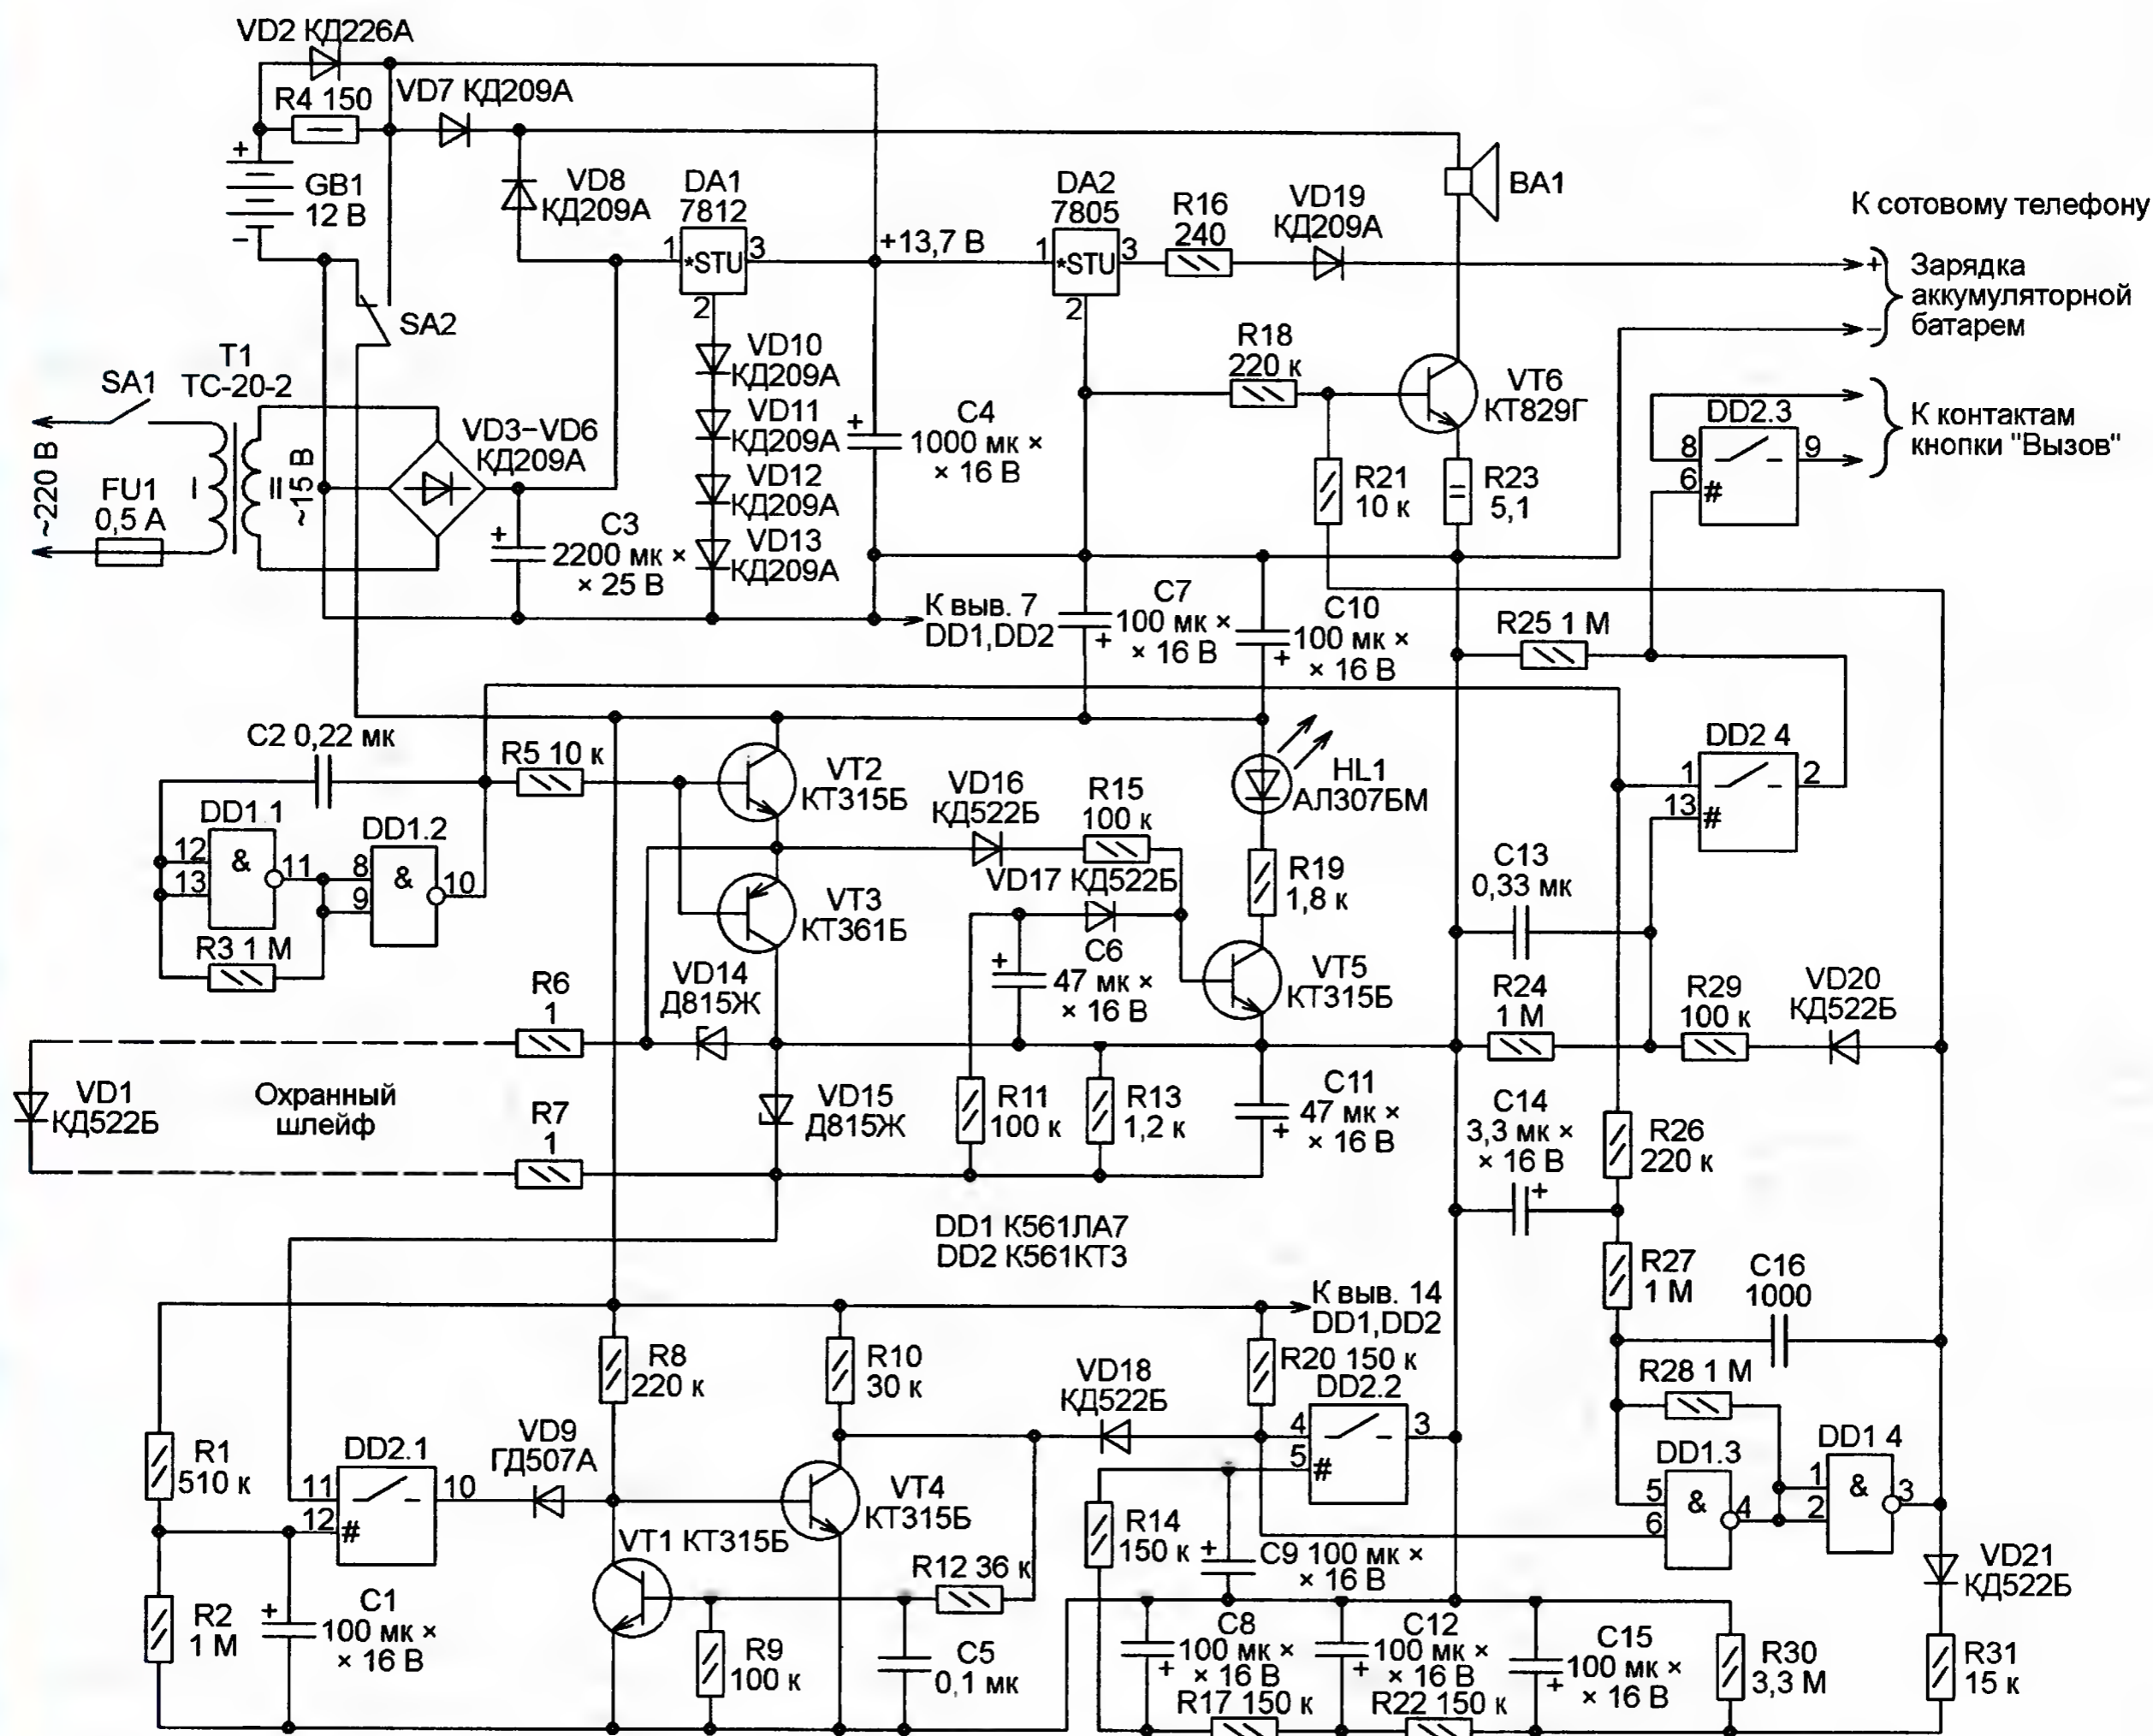 VD2 КД226А
R4 150
VD7 КД209А
+
GB1
12 В
−
VD8
КД209А
DA1
7812
1
*STU
3
2
+13,7 В
DA2
7805
1
*STU
3
2
R16
240
VD19
КД209А
BA1
К сотовому телефону
+
−
Зарядка
аккумуляторной
батарем
SA2
SA1
T1
ТС-20-2
~220 В
FU1
0,5 А
I
II
~15 В
VD3−VD6
КД209А
+
C3
2200 мк ×
× 25 В
VD10
КД209А
VD11
КД209А
VD12
КД209А
VD13
КД209А
+
C4
1000 мк ×
× 16 В
R18
220 к
VT6
КТ829Г
R21
10 к
R23
5,1
DD2.3
8
9
6
#
К контактам
кнопки "Вызов"
К выв. 7
DD1,DD2
C7
100 мк ×
× 16 В
+
C10
100 мк ×
× 16 В
+
R25 1 М
C2 0,22 мк
R5 10 к
VT2
КТ315Б
VD16
КД522Б
R15
100 к
HL1
АЛ307БМ
DD2 4
1
2
13
#
DD1.1
12
13
&
11
DD1.2
8
9
&
10
R3 1 М
VT3
КТ361Б
VD17 КД522Б
R19
1,8 к
C13
0,33 мк
R6
1
VD14
Д815Ж
+
C6
47 мк ×
× 16 В
VT5
КТ315Б
R24
1 М
R29
100 к
VD20
КД522Б
VD1
КД522Б
Охранный
шлейф
R7
1
VD15
Д815Ж
R11
100 к
R13
1,2 к
C11
47 мк ×
× 16 В
+
C14
3,3 мк ×
× 16 В
+
R26
220 к
DD1 К561ЛА7
DD2 К561КТ3
R27
1 М
C16
1000
К выв. 14
DD1,DD2
R8
220 к
R10
30 к
VD18
КД522Б
R20 150 к
DD2.2
4
3
5
#
R28 1 М
R1
510 к
DD2.1
11
10
12
#
VD9
ГД507А
VT4
КТ315Б
DD1.3
5
6
&
4
DD1 4
1
2
&
3
VT1 КТ315Б
R12 36 к
R14
150 к
+
C9 100 мк ×
× 16 В
VD21
КД522Б
R2
1 М
+
C1
100 мк ×
× 16 В
R9
100 к
C5
0,1 мк
C8
100 мк ×
× 16 В
+
C12
100 мк ×
× 16 В
+
C15
100 мк ×
× 16 В
+
R30
3,3 М
R31
15 к
R17 150 к
R22 150 к